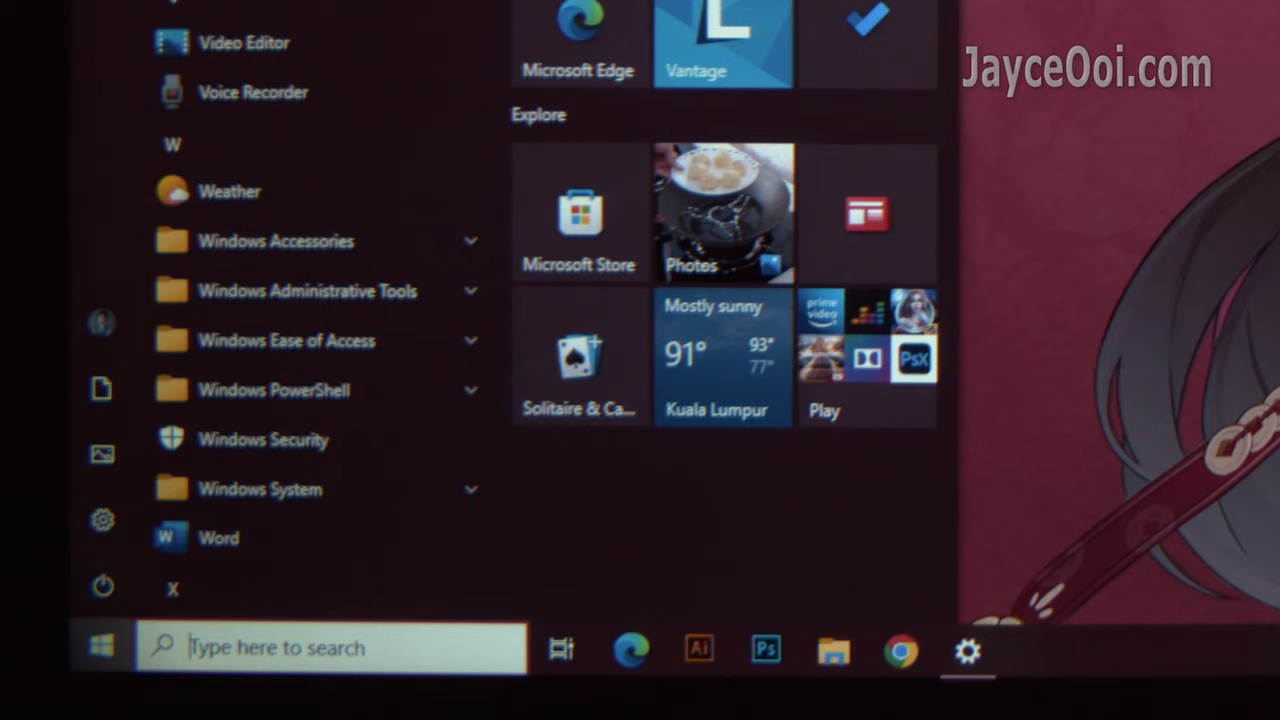 JayceOoi.com
Video Editor
Voice Recorder
W
Weather
Windows Accessories
Windows Administrative Tools
Windows Ease of Access
Windows PowerShell
Windows Security
Windows System
W
Word
X
Microsoft Edge
L
Vantage
Explore
Microsoft Store
Photos
Solitaire & Ca...
Mostly sunny
91° 93°
77°
Kuala Lumpur
prime
video
PsX
Play
Type here to search
Ai
Ps